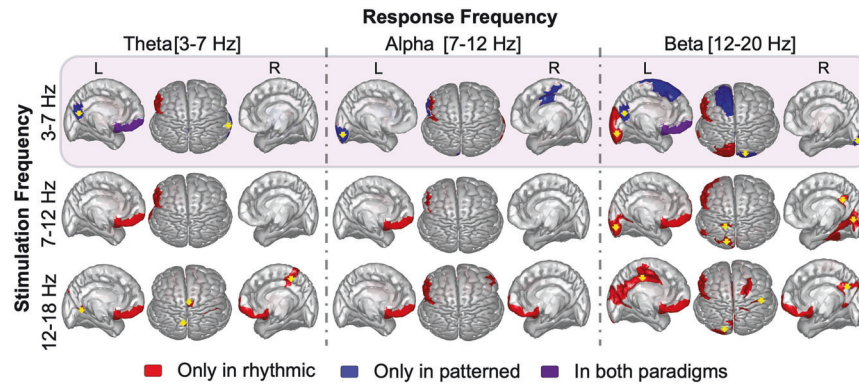 Response Frequency
Theta [3-7 Hz] Alpha [7-12 Hz] Beta [12-20 Hz]
L R L R L R
Stimulation Frequency
3-7 Hz
7-12 Hz
12-18 Hz
Only in rhythmic Only in patterned In both paradigms